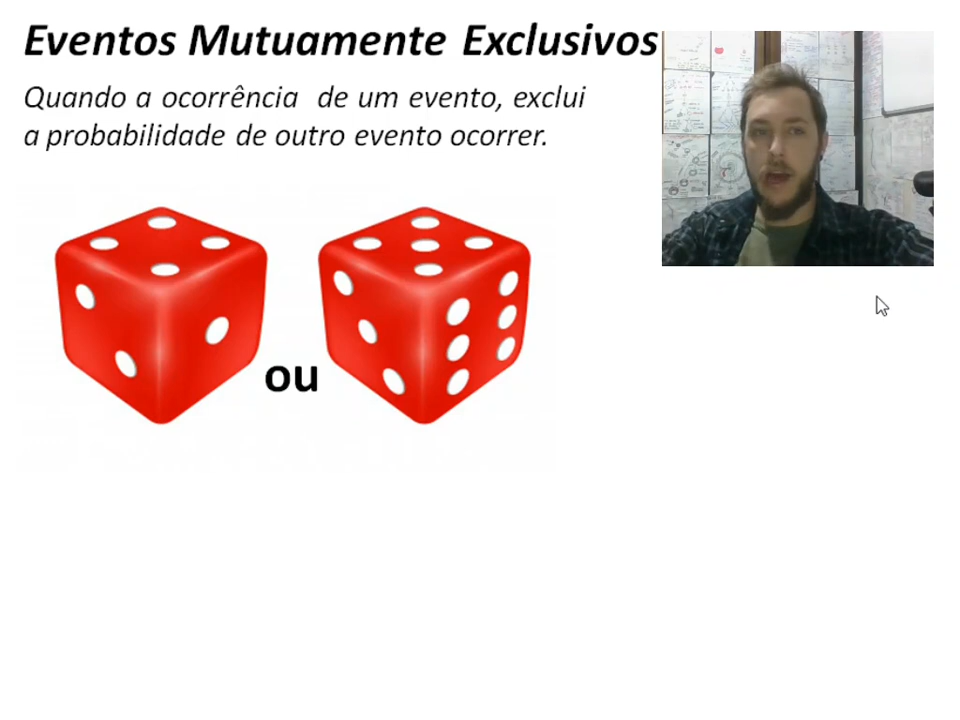 Eventos Mutuamente Exclusivos
Quando a ocorrência de um evento, exclui
a probabilidade de outro evento ocorrer.
ou